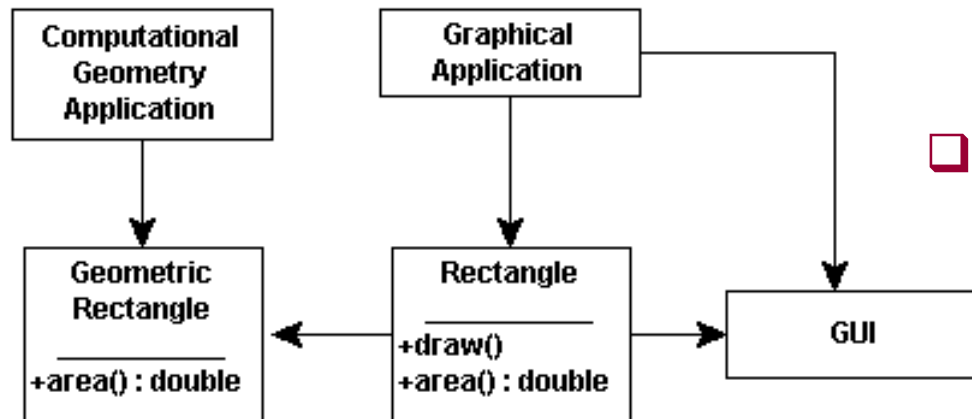 Computational
Geometry
Application
Graphical
Application
Geometric
Rectangle
+area() : double
Rectangle
+draw()
+area() : double
GUI